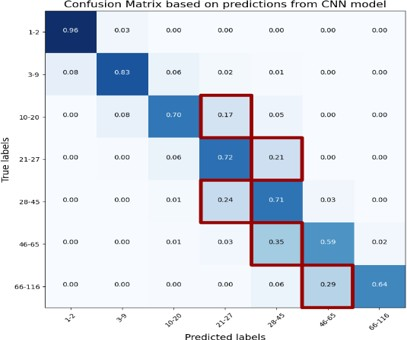 Confusion Matrix based on predictions from CNN model
True labels
1-2 0.96 0.03 0.00 0.00 0.00 0.00 0.00
3-9 0.08 0.83 0.06 0.02 0.01 0.00 0.00
10-20 0.00 0.08 0.70 0.17 0.05 0.00 0.00
21-27 0.00 0.00 0.06 0.72 0.21 0.00 0.00
28-45 0.00 0.00 0.01 0.24 0.71 0.03 0.00
46-65 0.00 0.00 0.01 0.03 0.35 0.59 0.02
66-116 0.00 0.00 0.00 0.00 0.06 0.29 0.64
1-2 3-9 10-20 21-27 28-45 46-65 66-116
Predicted labels